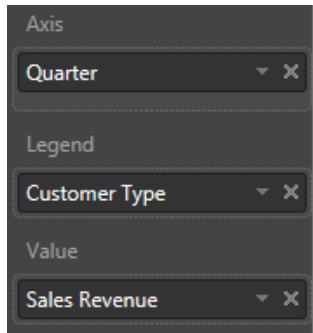 Axis
Quarter
Legend
Customer Type
Value
Sales Revenue